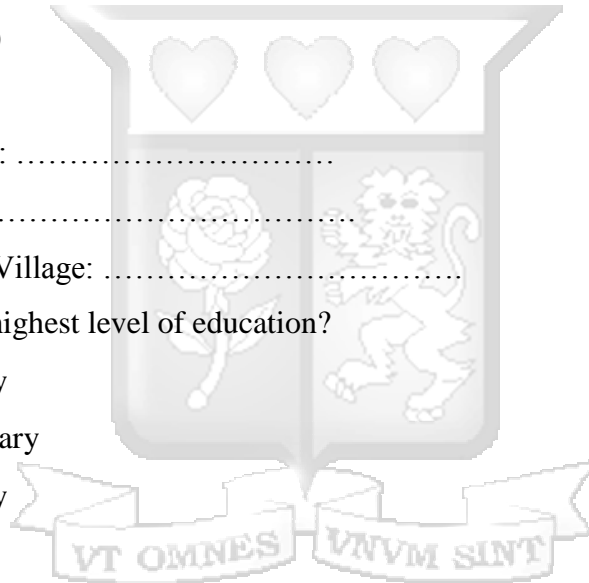 : ……………………………
……………………………….
Village: …………………………….
highest level of education?
y
ary
y
VT OMNES VNVM SINT